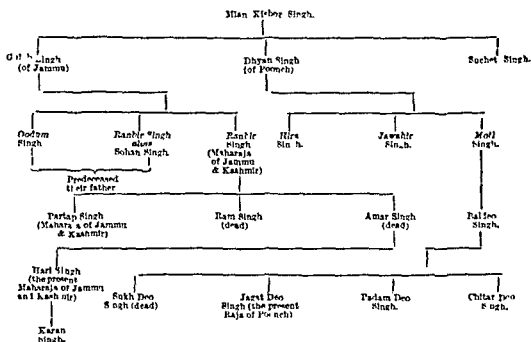 Mian Kishor Singh.
Singh
(of Jammu)
Dhyan Singh
(of Poonch)
Suchet Singh.
Oodum
Singh
Ranbir Singh
alias
Sohan Singh.
Ranbir
Singh
(Maharaja
of Jammu
& Kashmir)
Hira
Singh.
Jawahir
Singh.
Moti
Singh.
Predeceased
their father
Partap Singh
(Maharaja of Jammu
& Kashmir)
Ram Singh
(dead)
Amar Singh
(dead)
Baldeo
Singh.
Hari Singh
(the present
Maharaja of Jammu
and Kashmir)
Sukh Deo
Singh (dead)
Jagat Deo
Singh (the present
Raja of Poonch)
Padam Deo
Singh.
Chitar Deo
Singh.
Karan
Singh.